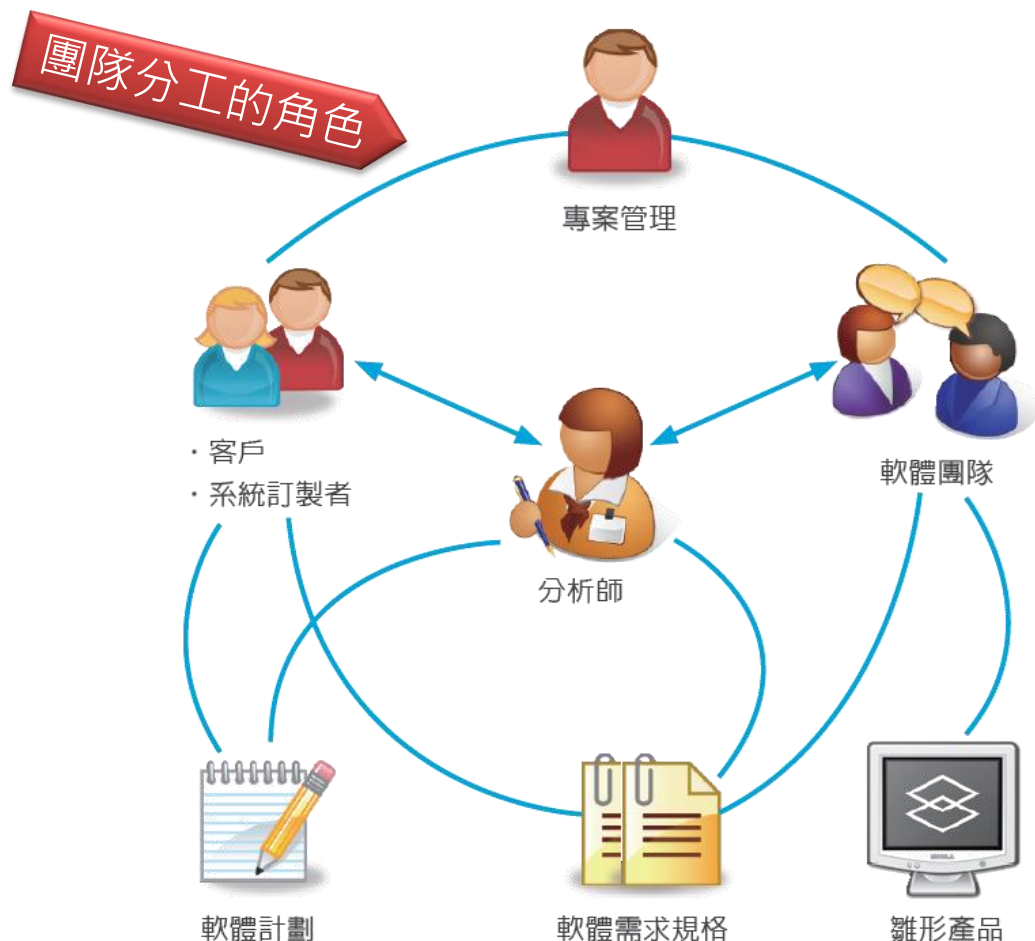 團隊分工的角色
專案管理
・客戶
・系統訂製者
軟體團隊
分析師
軟體計劃
軟體需求規格
雛形產品